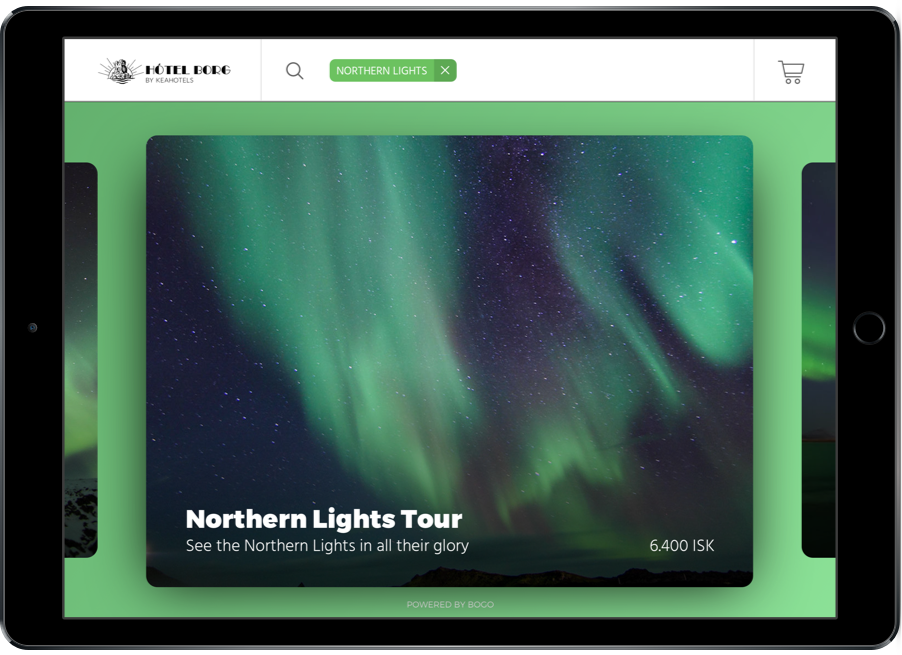 HÓTEL BORG
BY KEAHOTELS
NORTHERN LIGHTS
Northern Lights Tour
See the Northern Lights in all their glory
6.400 ISK
POWERED BY BOGO